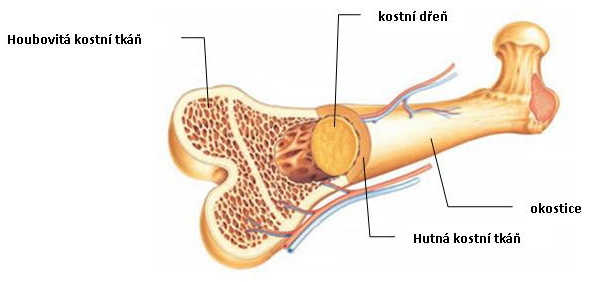 kostní dřeň
Houbovitá kostní tkáň
okostice
Hutná kostní tkáň